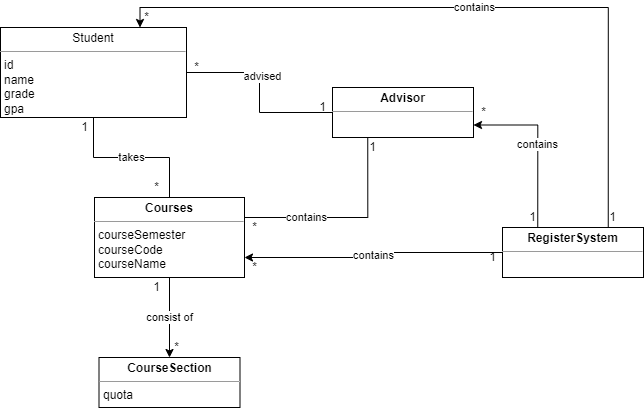 contains
*
Student
id
name
grade
gpa
*
advised
1
Advisor
*
1
1
contains
takes
*
1
1
Courses
courseSemester
courseCode
courseName
contains
*
RegisterSystem
contains
1
*
1
consist of
*
CourseSection
quota